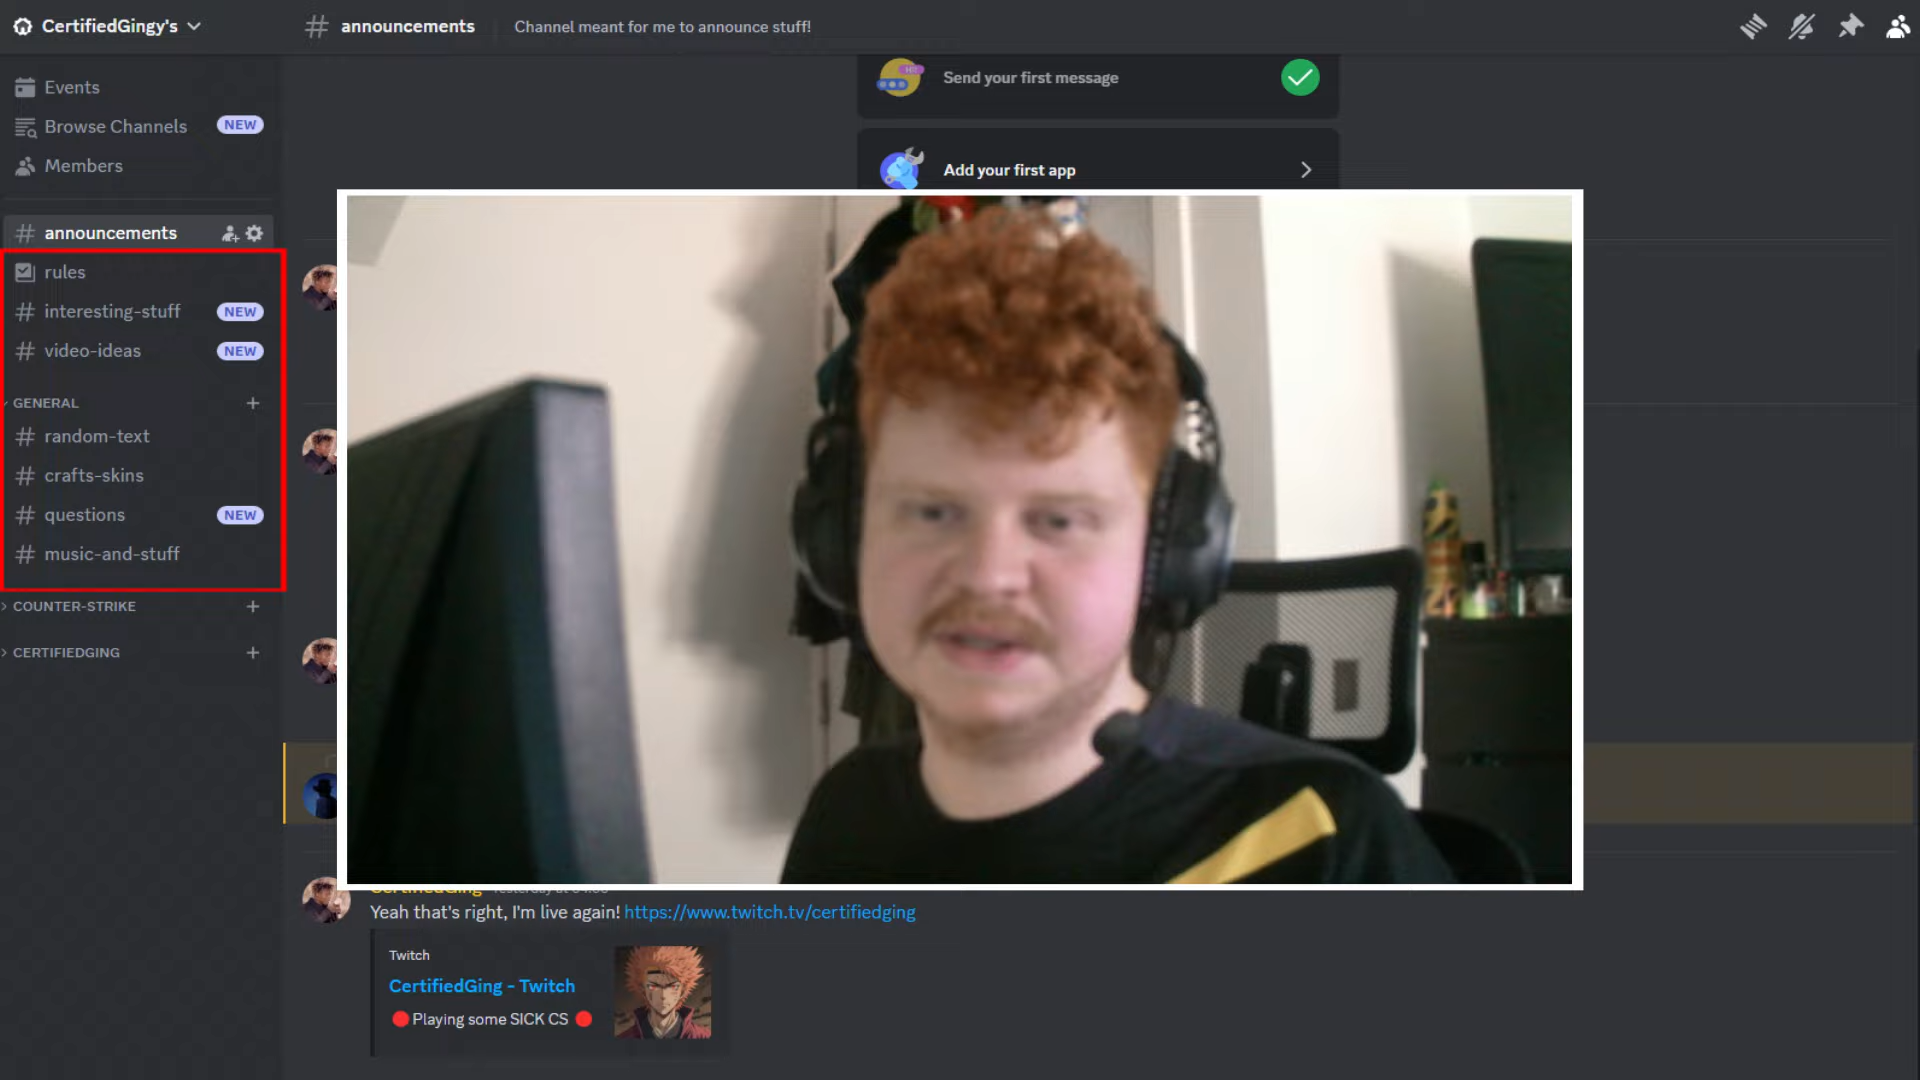 CertifiedGingy's
announcements
Channel meant for me to announce stuff!
Events
Browse Channels
NEW
Members
announcements
rules
interesting-stuff
NEW
video-ideas
NEW
GENERAL
random-text
crafts-skins
questions
NEW
music-and-stuff
COUNTER-STRIKE
CERTIFIEDGING
Send your first message
Add your first app
CertifiedGing
Yeah that's right, I'm live again! https://www.twitch.tv/certifiedging
Twitch
CertifiedGing - Twitch
🔴 Playing some SICK CS 🔴